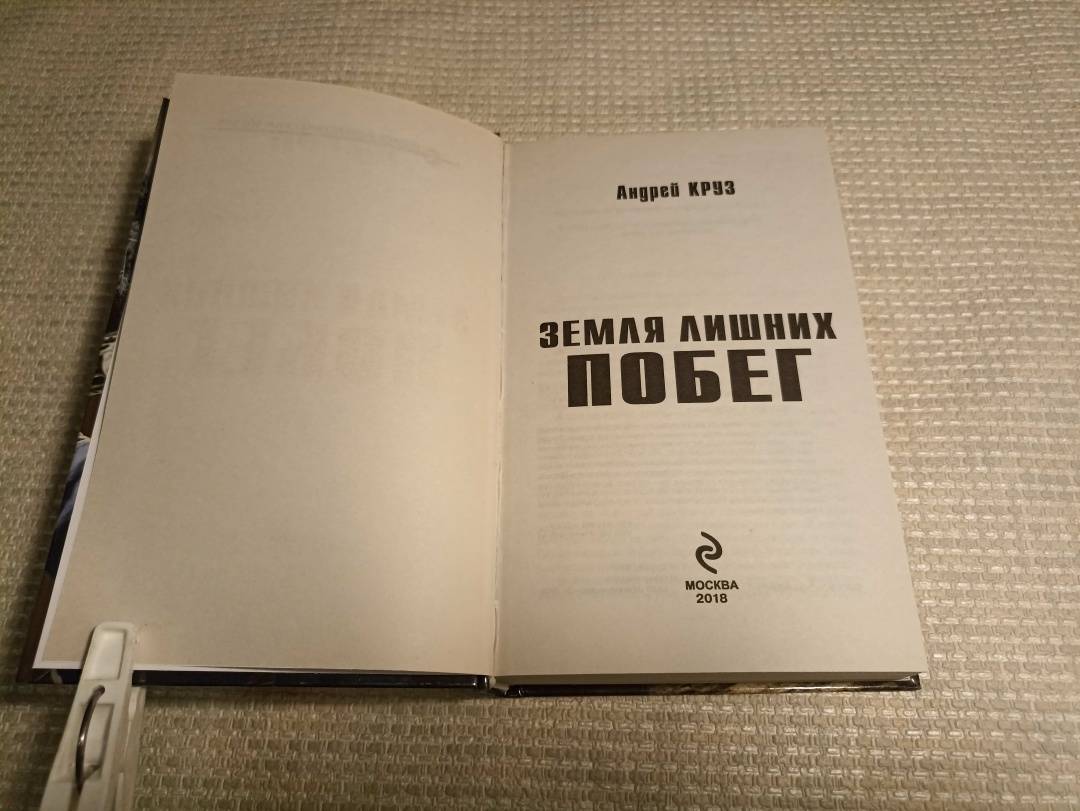 Андрей КРУЗ
ЗЕМЛЯ ЛИШНИХ
ПОБЕГ
МОСКВА
2018